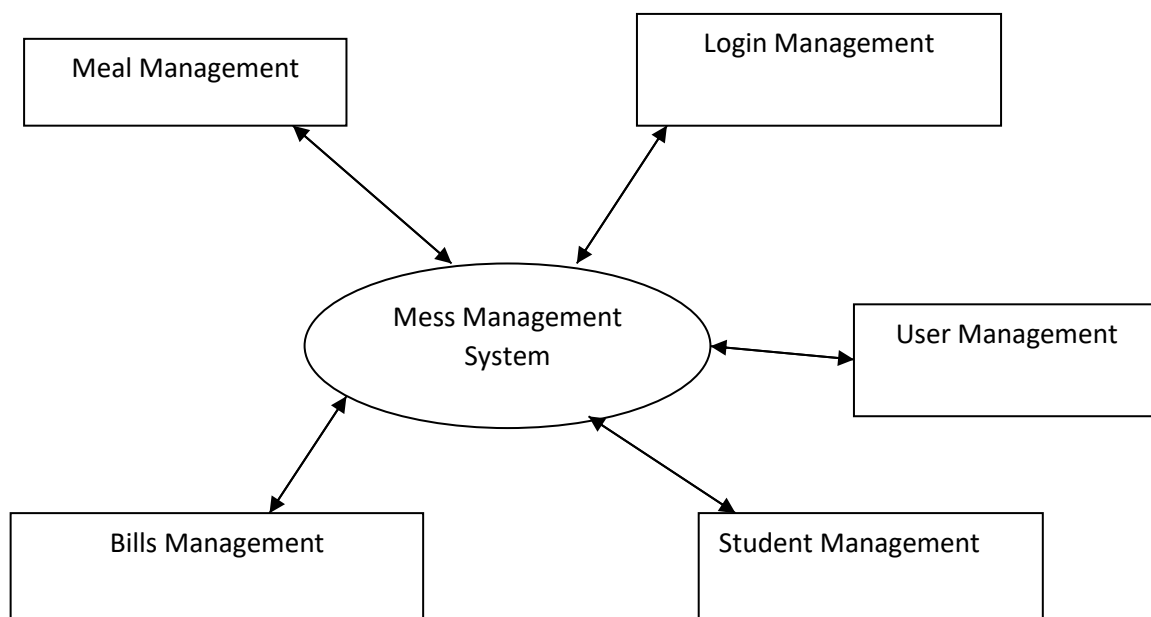 Login Management
Meal Management
Mess Management
System
User Management
Bills Management
Student Management